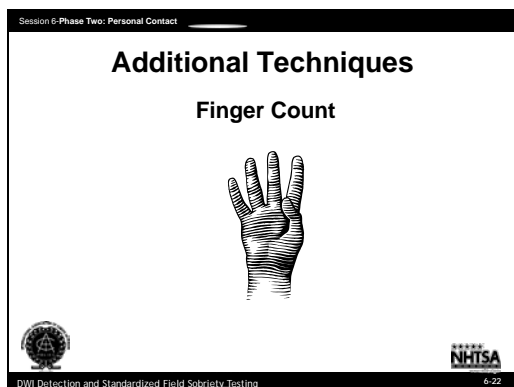 Session 6-Phase Two: Personal Contact
Additional Techniques
Finger Count
NHTSA
DWI Detection and Standardized Field Sobriety Testing
6-22